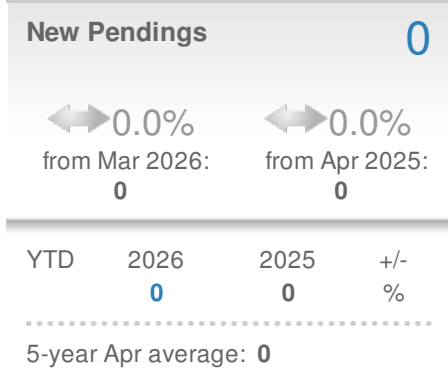 New Pendings 0
0.0% 0.0%
from Mar 2026: from Apr 2025:
0 0
YTD 2026 2025 +/-
0 0 %
5-year Apr average: 0